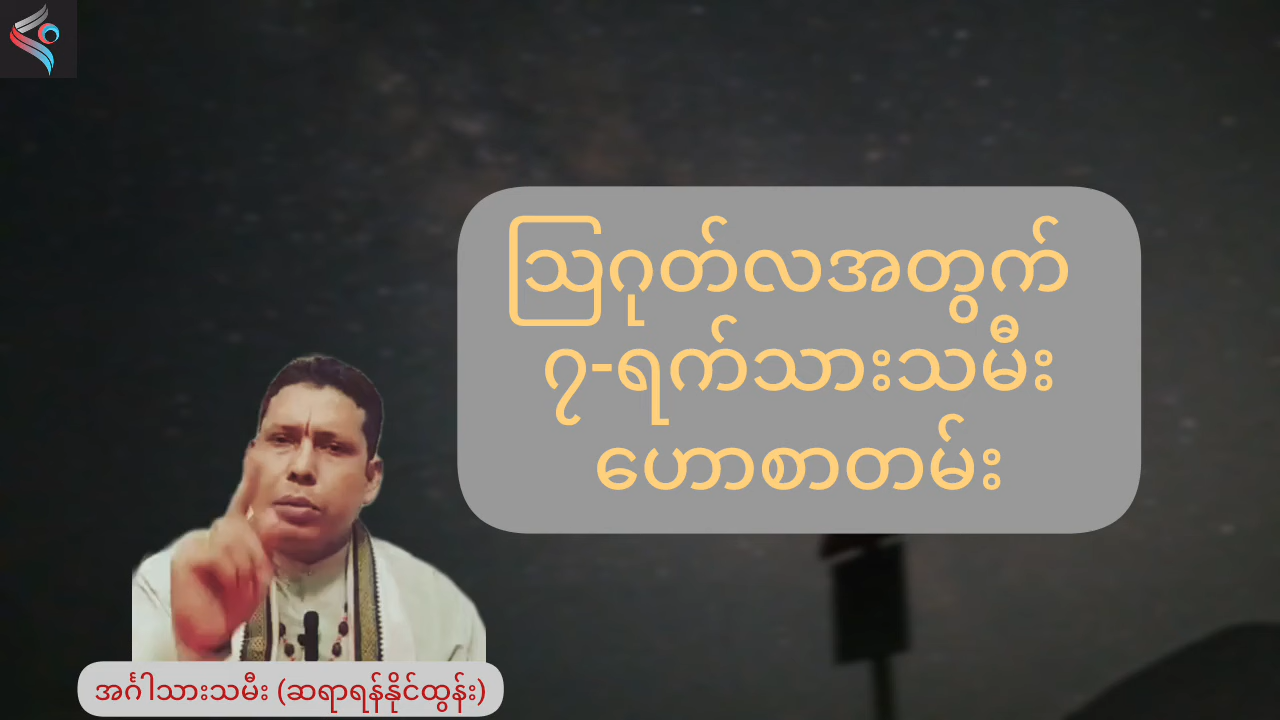 ဩဂုတ်လအတွက်
၇-ရက်သားသမီး
ဟောစာတမ်း
အင်္ဂါသားသမီး (ဆရာရန်နိုင်ထွန်း)